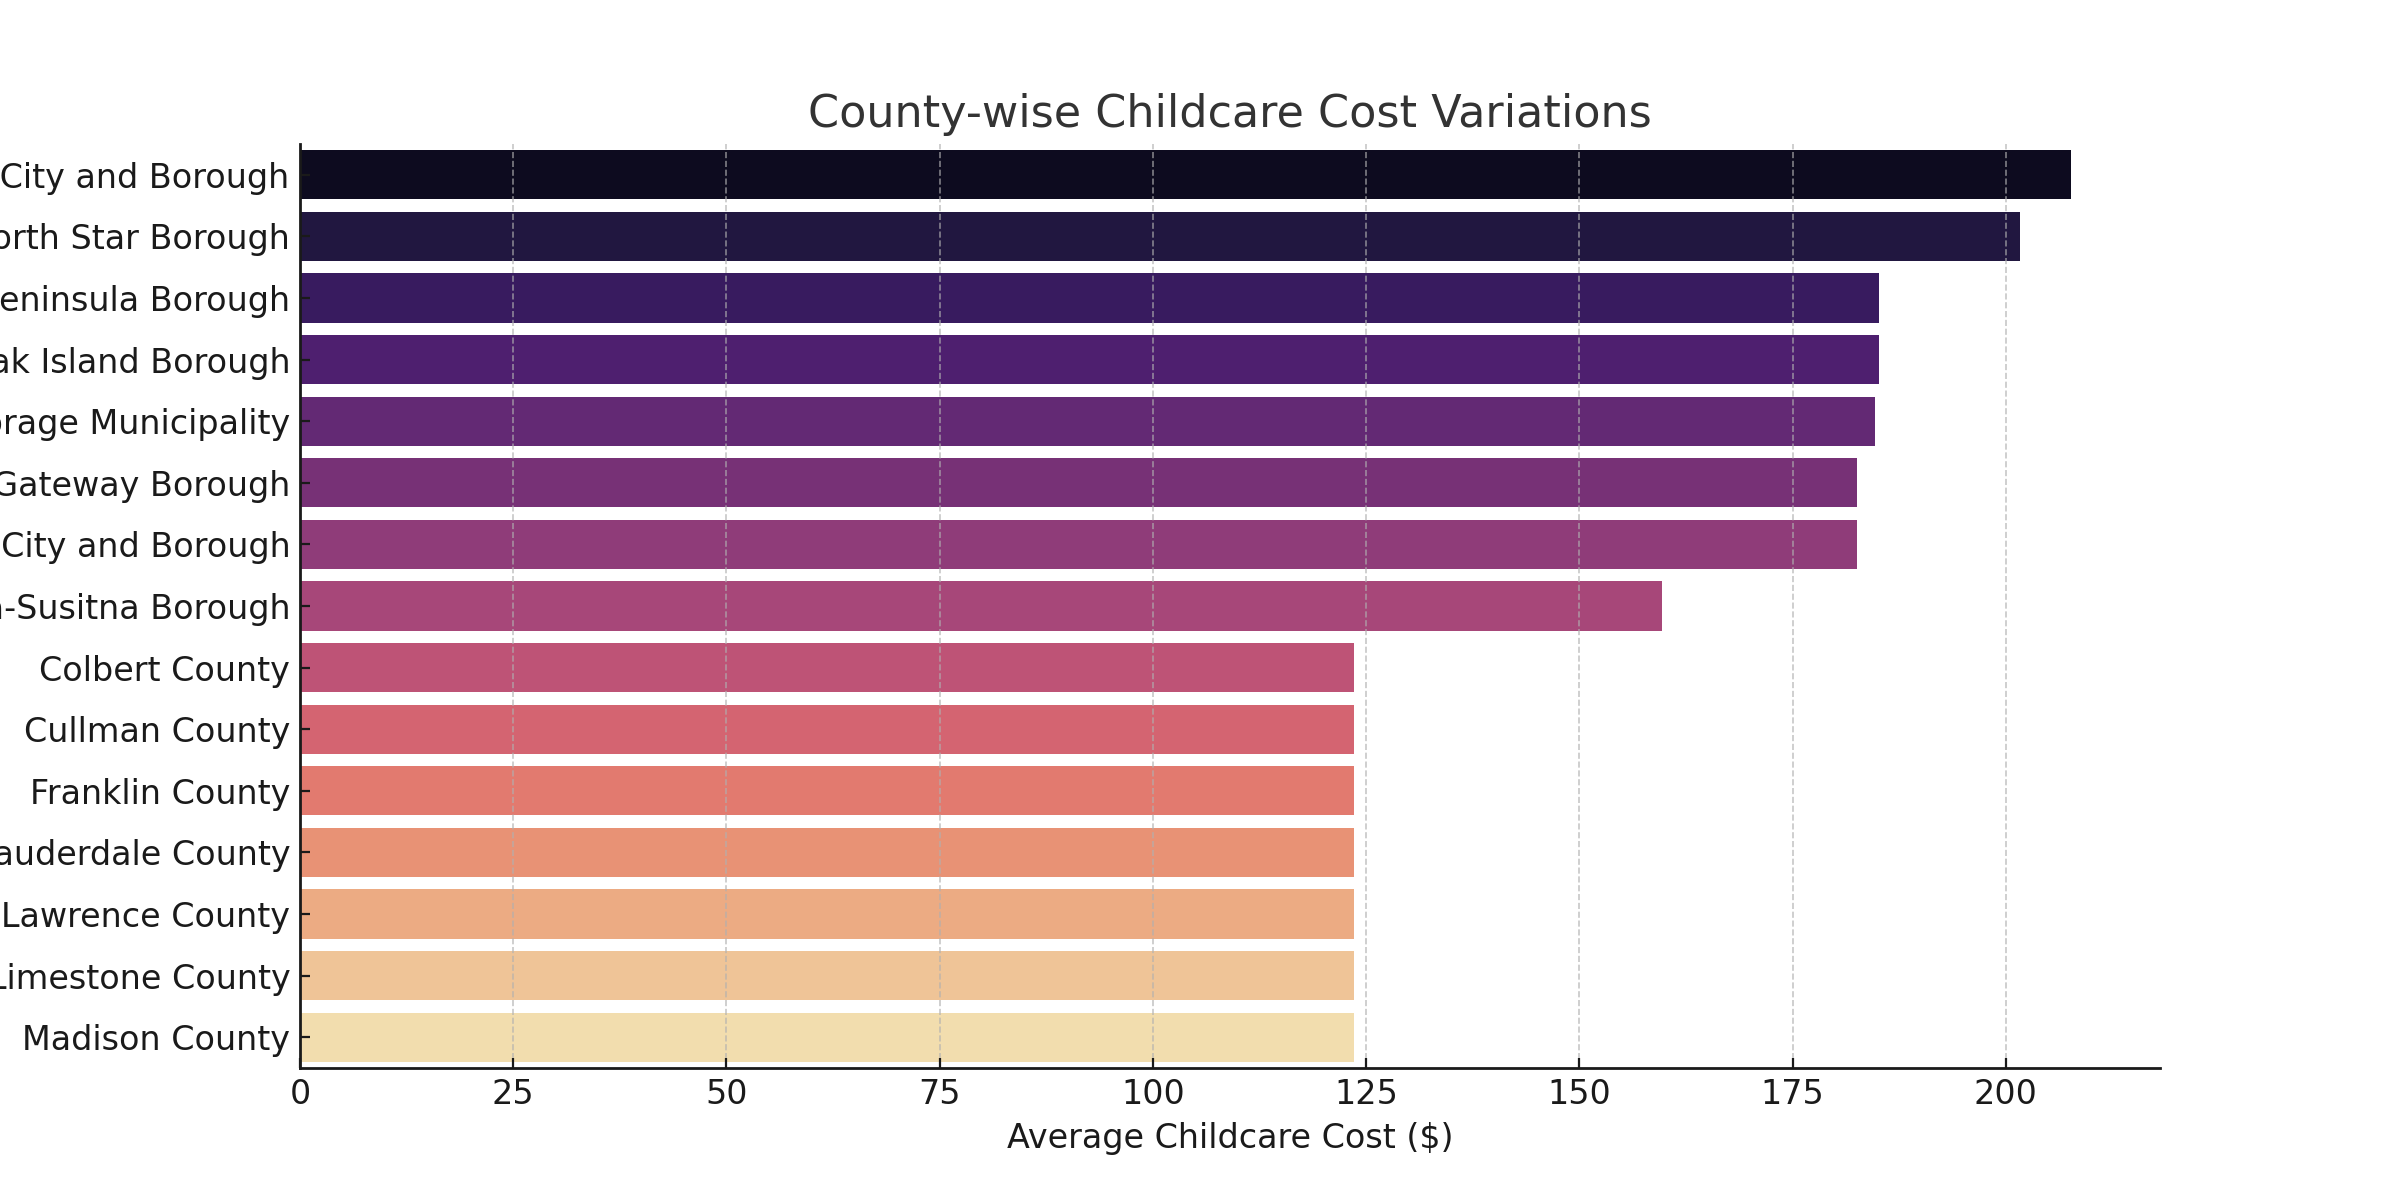 County-wise Childcare Cost Variations
City and Borough
orth Star Borough
eninsula Borough
ak Island Borough
orage Municipality
Gateway Borough
City and Borough
-Susitna Borough
Colbert County
Cullman County
Franklin County
auderdale County
Lawrence County
Limestone County
Madison County
0 25 50 75 100 125 150 175 200
Average Childcare Cost ($)